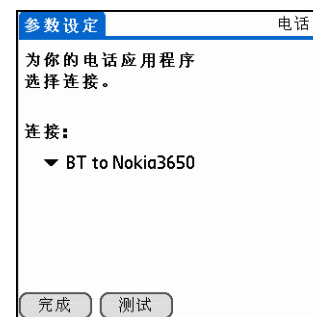 参数设定 电话
为你的电话应用程序
选择连接。
连接:
BT to Nokia3650
完成 测试